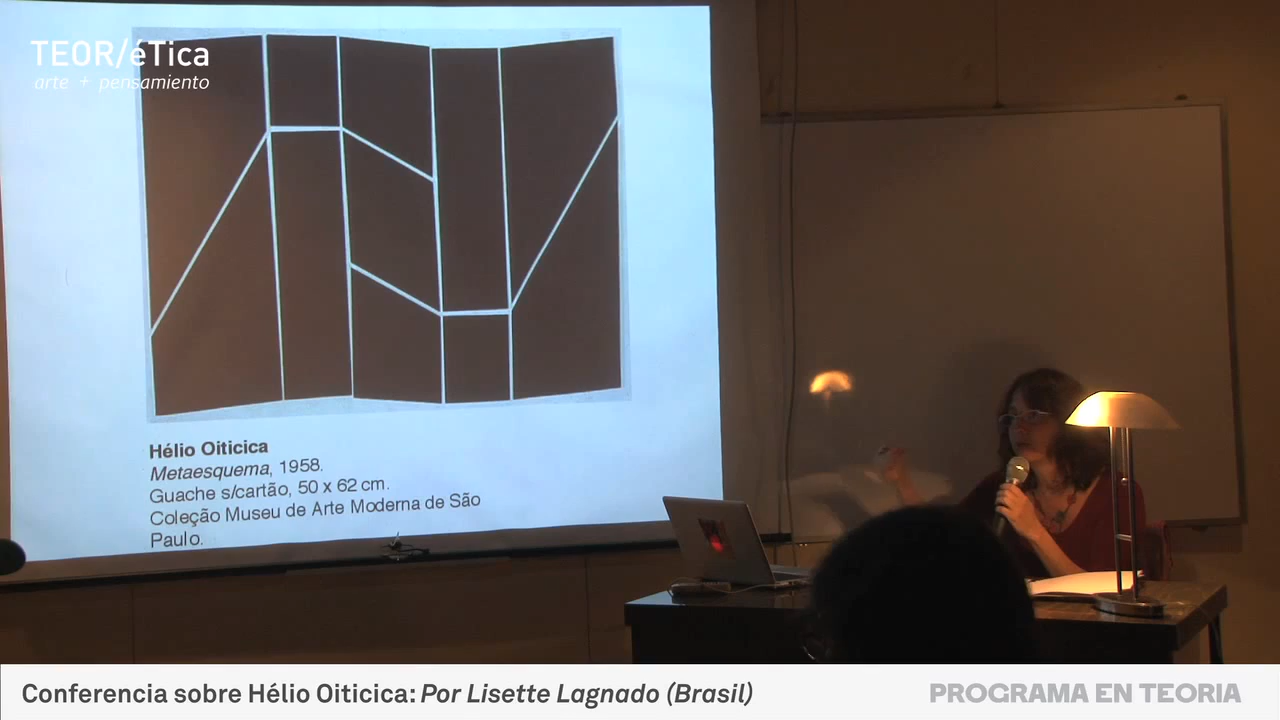 TEOR/éTica
arte + pensamiento
Hélio Oiticica
Metaesquema, 1958.
Guache s/cartão, 50 x 62 cm.
Coleção Museu de Arte Moderna de São
Paulo.
Conferencia sobre Hélio Oiticica: Por Lisette Lagnado (Brasil)
PROGRAMA EN TEORIA